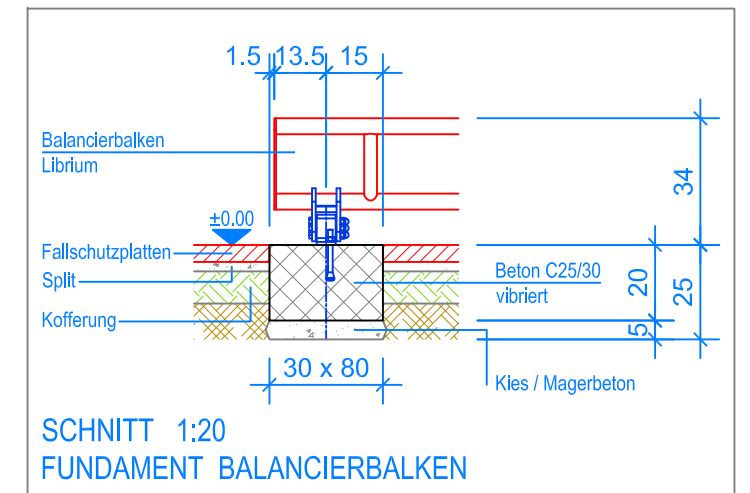 1.5 13.5 15
Balancierbalken
Librium
34
±0.00
Fallschutzplatten
Split
Kofferung
Beton C25/30
vibriert
20
25
5
30 x 80
Kies / Magerbeton
SCHNITT 1:20
FUNDAMENT BALANCIERBALKEN